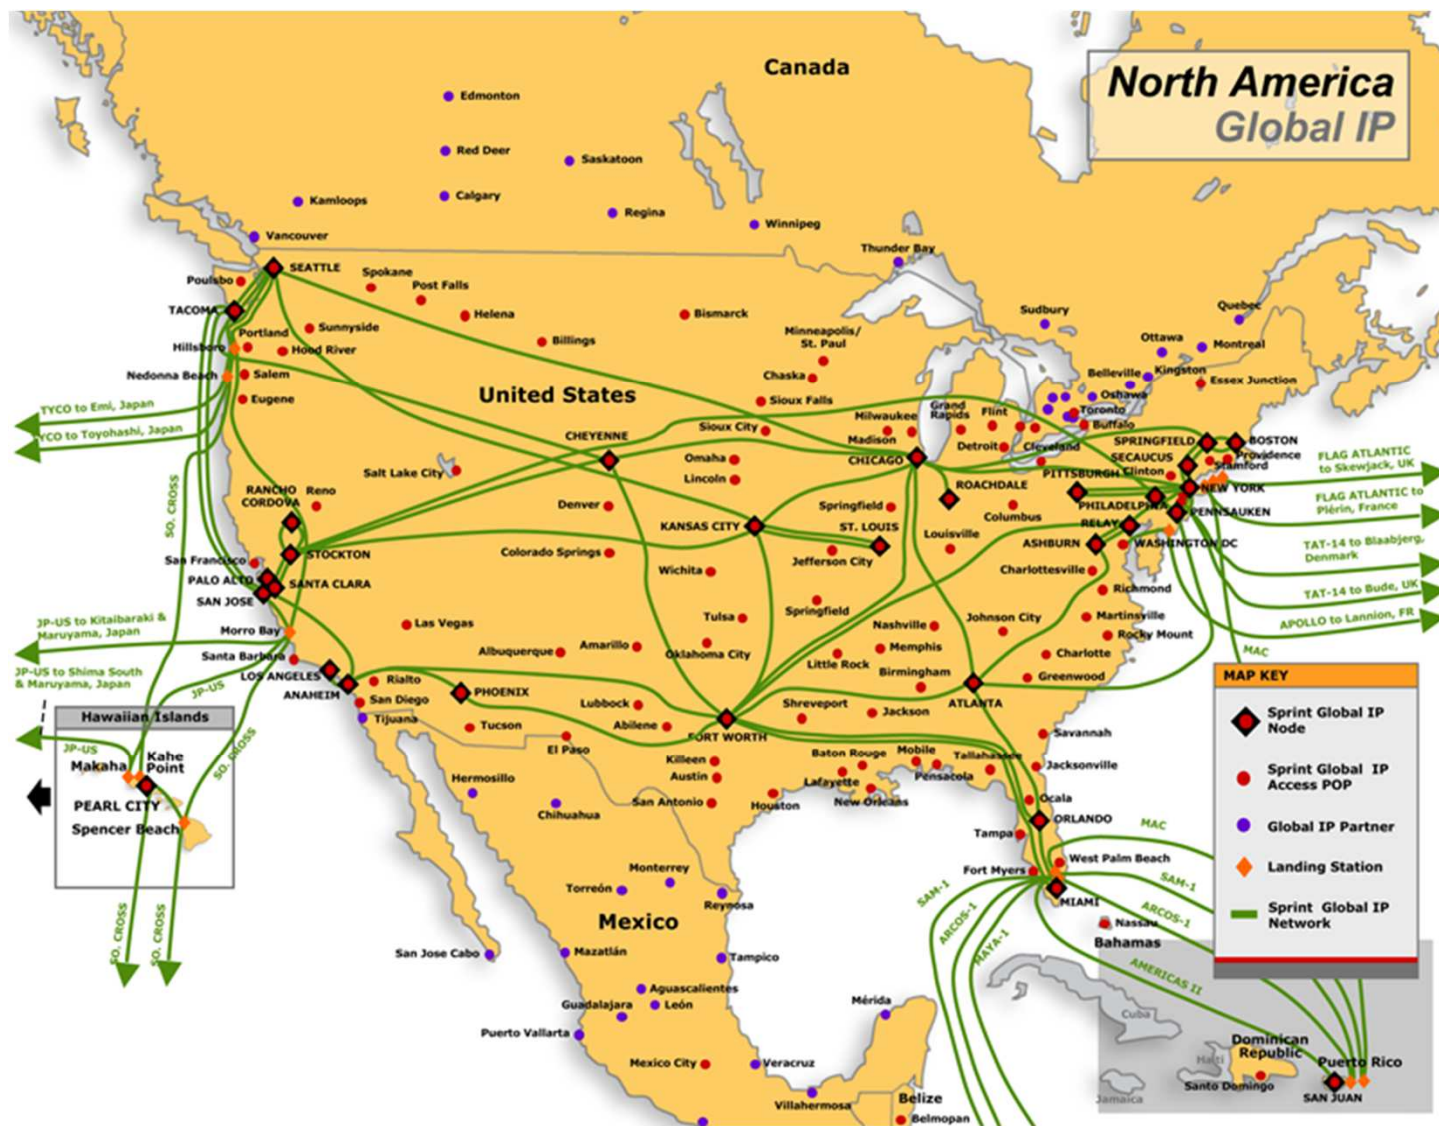 Canada
North America
Global IP
Edmonton
Red Deer
Saskatoon
Calgary
Kamloops
Regina
Winnipeg
Vancouver
Thunder Bay
SEATTLE
Poulsbo
Spokane
Post Falls
TACOMA
Helena
Bismarck
Sudbury
Quebec
Portland
Sunnyside
Minneapolis/
St. Paul
Ottawa
Montreal
Hillsboro
Hood River
Billings
Nedonna Beach
Salem
Chaska
Belleville
Kingston
Essex Junction
Eugene
United States
Sioux Falls
Oshawa
TYCO to Emi, Japan
Milwaukee
Grand
Rapids
Flint
Toronto
Buffalo
YCO to Toyohashi, Japan
CHEYENNE
Sioux City
Madison
Detroit
Cleveland
SPRINGFIELD
BOSTON
SECAUCUS
Providence
Stamford
FLAG ATLANTIC
to Skewjack, UK
Salt Lake City
Omaha
CHICAGO
Lincoln
PITTSBURGH
Clinton
NEW YORK
RANCHO
CORDOVA
Reno
ROACHDALE
PHILADELPHIA
FLAG ATLANTIC to
Plérin, France
SO. CROSS
Denver
Springfield
Columbus
PENNSAUKEN
KANSAS CITY
ST. LOUIS
RELAY
STOCKTON
Colorado Springs
Louisville
ASHBURN
WASHINGTON DC
TAT-14 to Blaabjerg,
Denmark
San Francisco
Jefferson City
Charlottesville
PALO ALTO
SANTA CLARA
Wichita
Richmond
TAT-14 to Bude, UK
SAN JOSE
Springfield
JP-US to Kitaibaraki &
Maruyama, Japan
Morro Bay
Las Vegas
Tulsa
Nashville
Johnson City
Martinsville
APOLLO to Lannion, FR
Rocky Mount
MAC
Santa Barbara
Albuquerque
Amarillo
Oklahoma City
Little Rock
Memphis
Charlotte
JP-US to Shima South
& Maruyama, Japan
LOS ANGELES
Rialto
Birmingham
Greenwood
MAP KEY
JP-US
ANAHEIM
San Diego
PHOENIX
Lubbock
Shreveport
Jackson
ATLANTA
Sprint Global IP
Node
Hawaiian Islands
Tijuana
Tucson
Abilene
FORT WORTH
Savannah
JP-US
SO. CROSS
El Paso
Baton Rouge
Mobile
Tallahassee
Makaha
Kahe
Point
Killeen
Jacksonville
Sprint Global IP
Access POP
Hermosillo
Austin
Lafayette
Pensacola
PEARL CITY
Chihuahua
San Antonio
Houston
New Orleans
Ocala
Spencer Beach
ORLANDO
Global IP Partner
Tampa
MAC
Monterrey
West Palm Beach
Landing Station
Torreón
Fort Myers
SAM-1
SAM-1
Reynosa
MIAMI
ARCOS-1
Sprint Global IP
Network
SO. CROSS
SO. CROSS
Mexico
ARCOS-1
Nassau
Bahamas
San Jose Cabo
Mazatlán
Tampico
MAYA-1
AMERICAS II
Aguascalientes
Guadalajara
León
Mérida
Cuba
Puerto Vallarta
Dominican
Republic
Mexico City
Veracruz
Haiti
Puerto Rico
Villahermosa
Belize
Jamaica
Santo Domingo
SAN JUAN
Belmopan